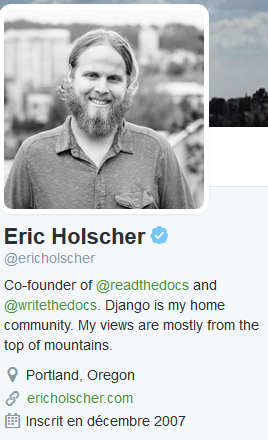 Eric Holscher
@ericholscher
Co-founder of @readthedocs and
@writethedocs. Django is my home
community. My views are mostly from the
top of mountains.
Portland, Oregon
ericholscher.com
Inscrit en décembre 2007